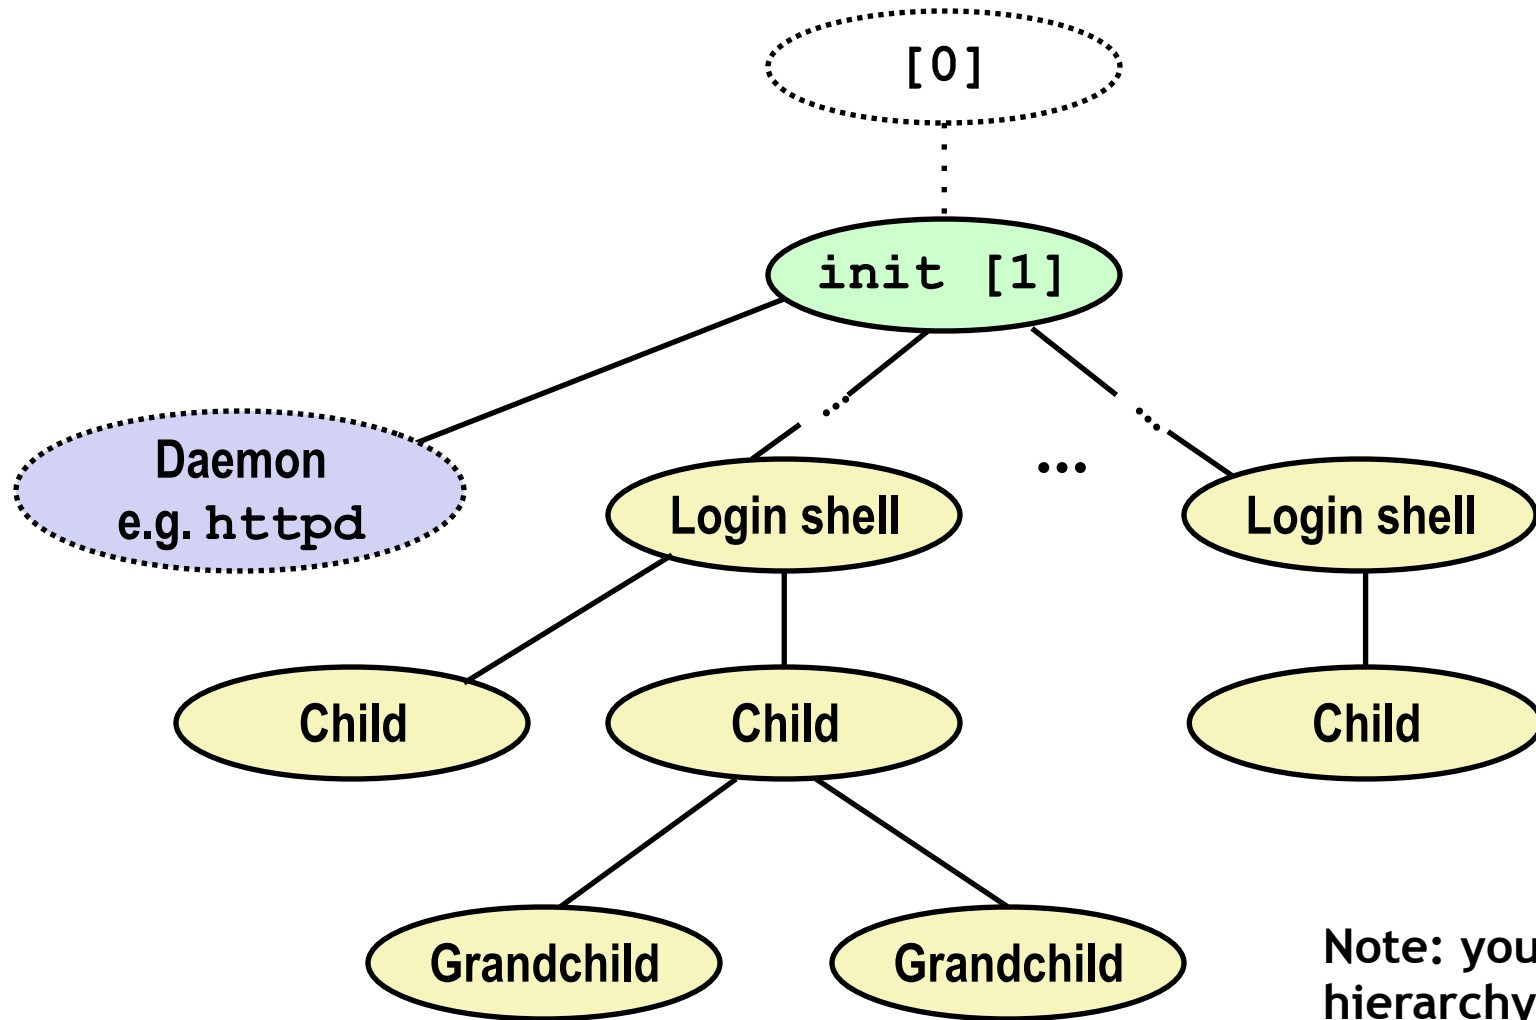 [0]
init [1]
Daemon
e.g. httpd
Login shell
...
Login shell
Child
Child
Child
Grandchild
Grandchild
Note: you
hierarchy